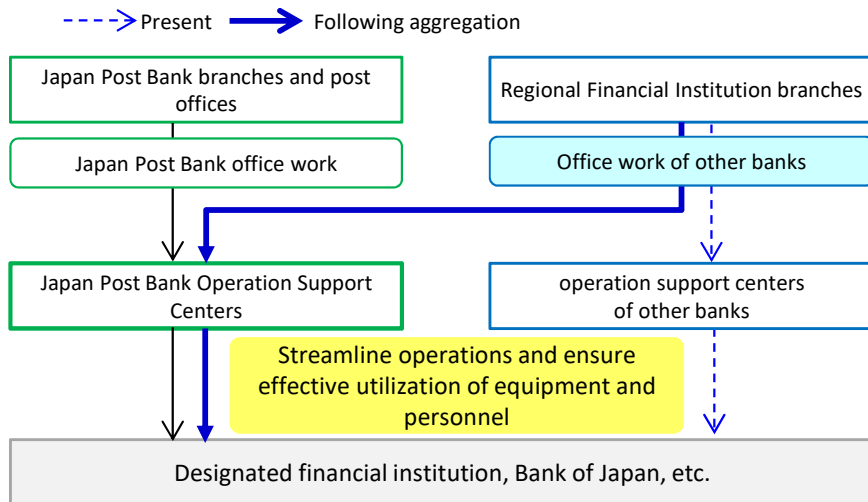 Present
Following aggregation
Japan Post Bank branches and post
offices
Regional Financial Institution branches
Japan Post Bank office work
Office work of other banks
Japan Post Bank Operation Support
Centers
operation support centers
of other banks
Streamline operations and ensure
effective utilization of equipment and
personnel
Designated financial institution, Bank of Japan, etc.